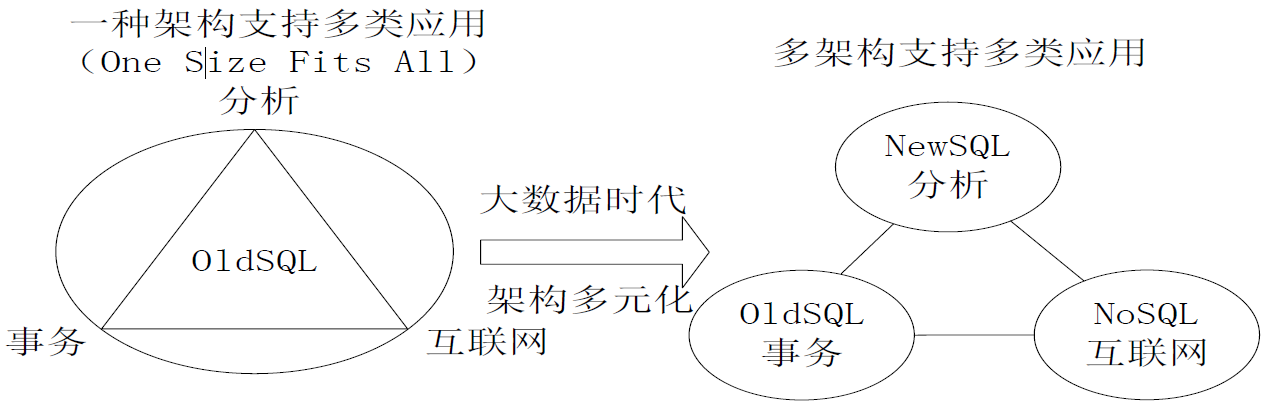 一种架构支持多类应用
（One Size Fits All）
分析
OldSQL
事务
互联网
大数据时代
架构多元化
多架构支持多类应用
NewSQL
分析
OldSQL
事务
NoSQL
互联网